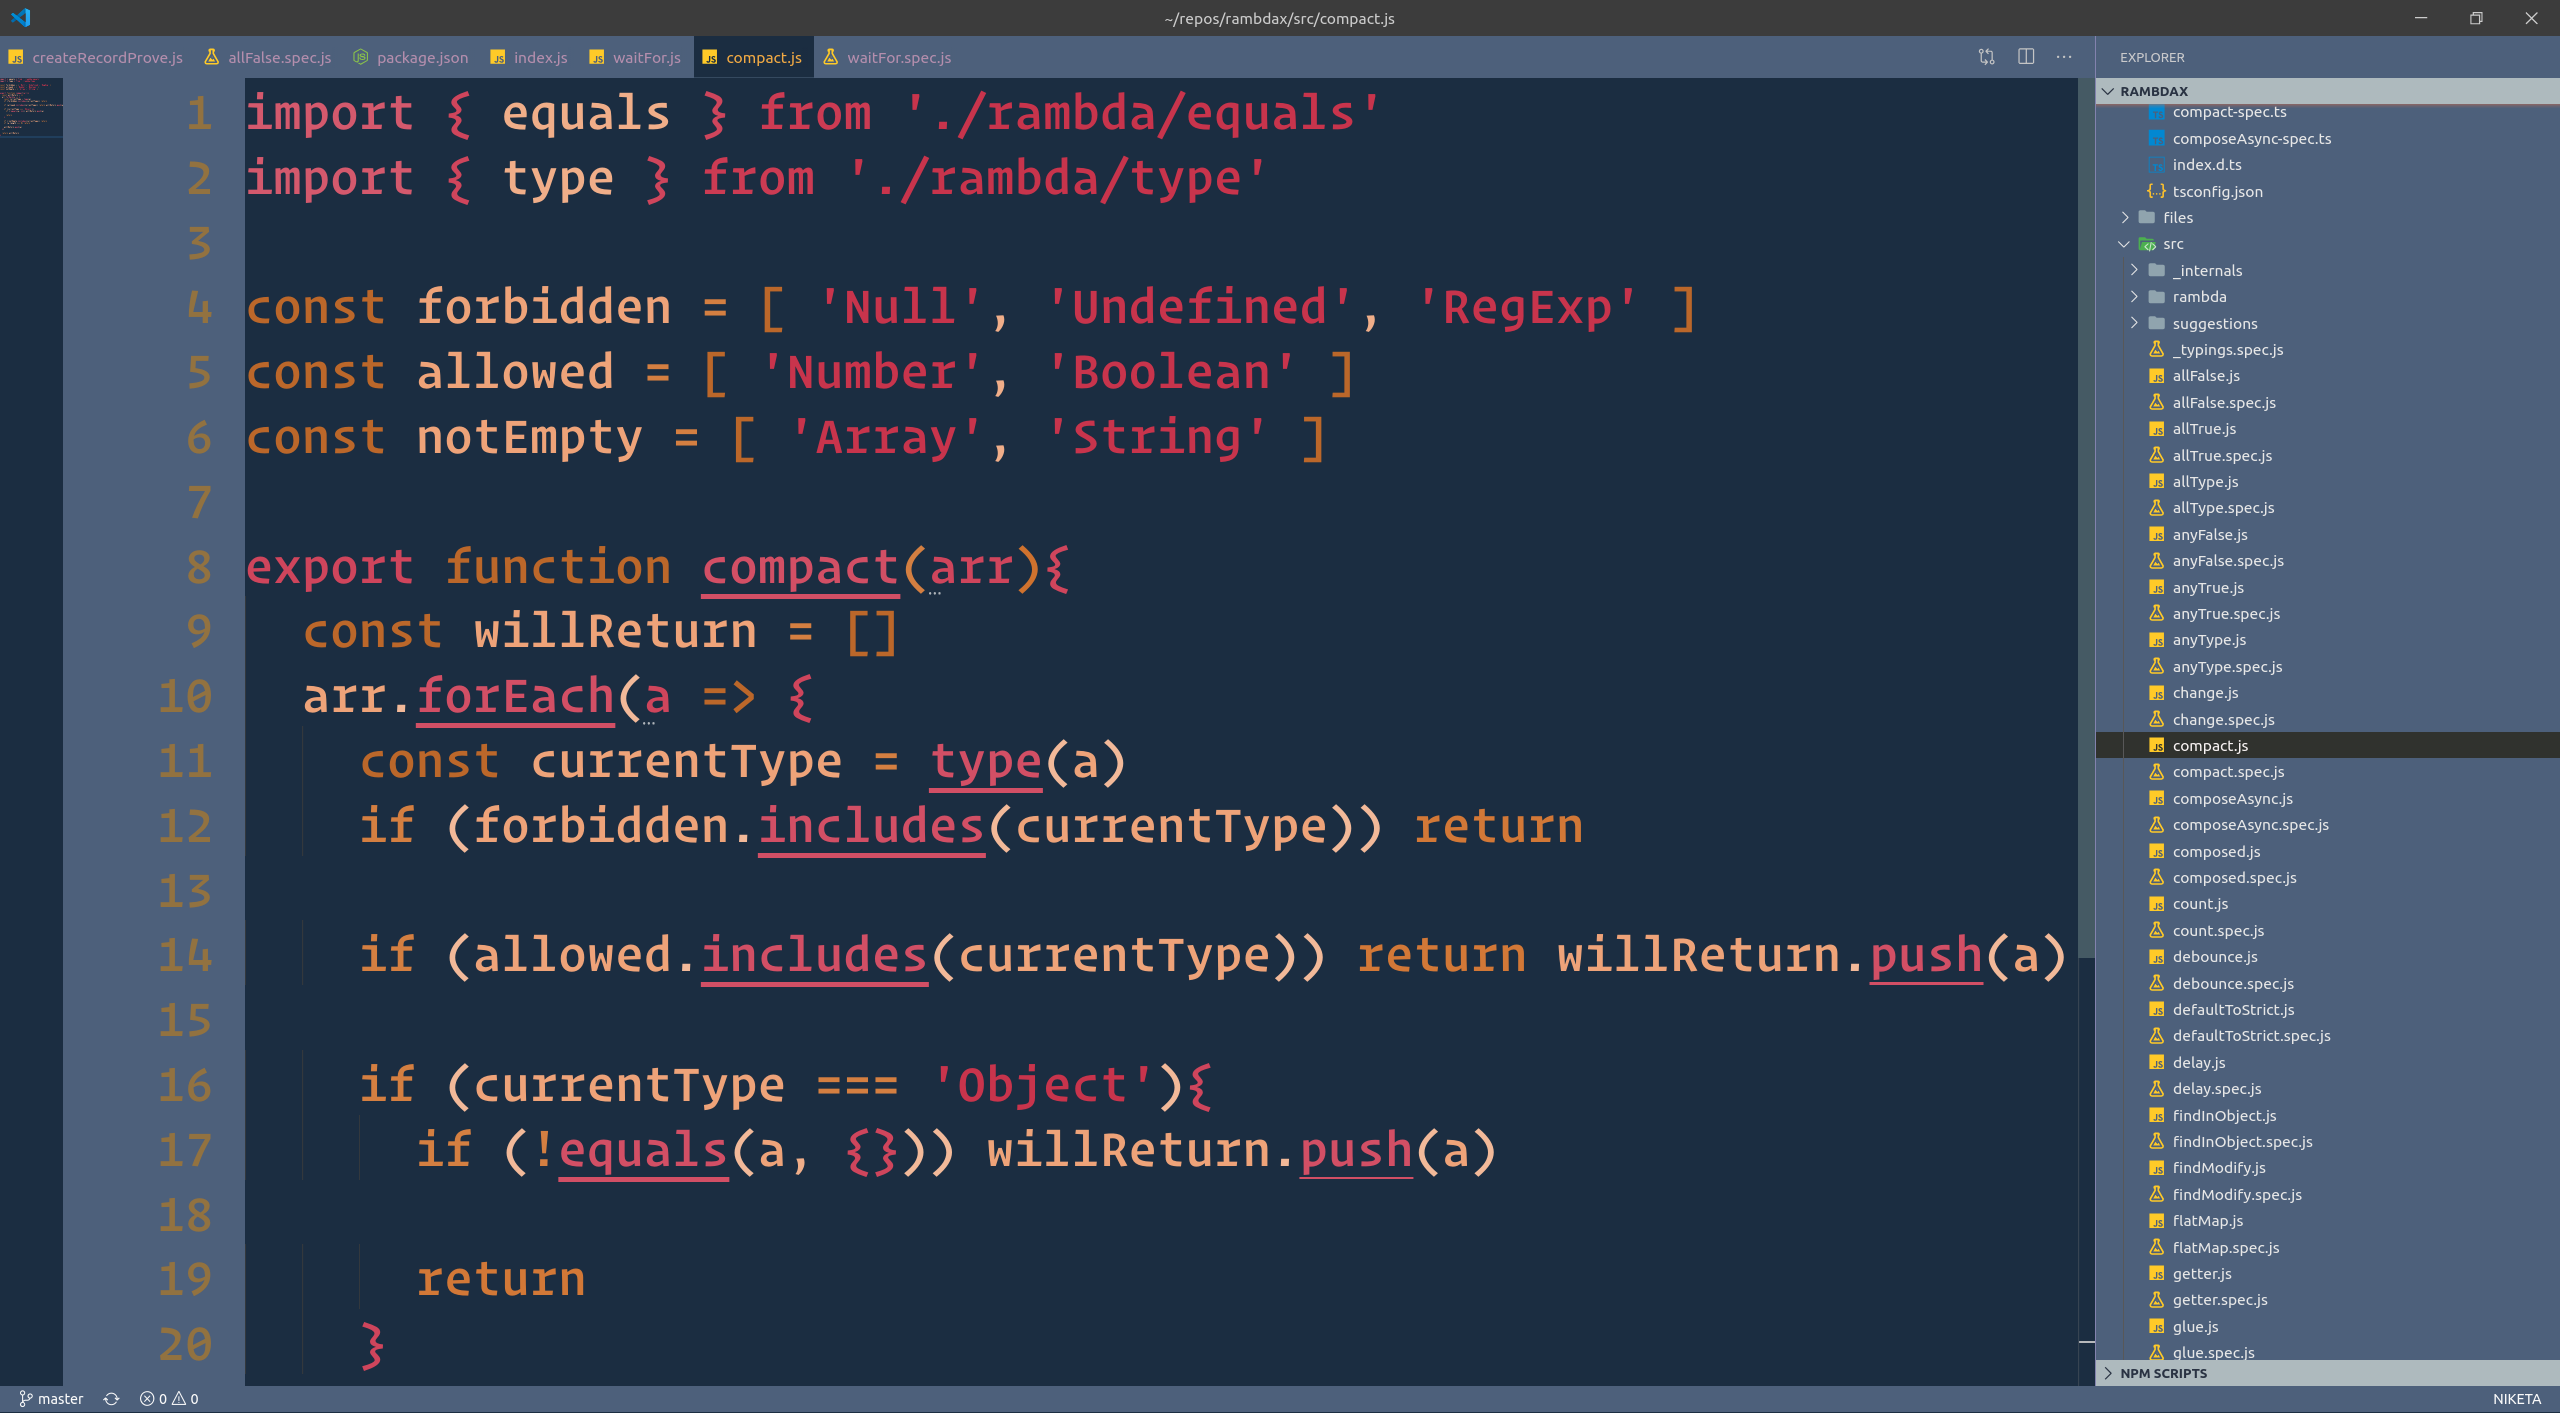 ~/repos/rambdax/src/compact.js
createRecordProve.js allFalse.spec.js package.json index.js waitFor.js compact.js waitFor.spec.js
1 import { equals } from './rambda/equals'
2 import { type } from './rambda/type'
3
4 const forbidden = [ 'Null', 'Undefined', 'RegExp' ]
5 const allowed = [ 'Number', 'Boolean' ]
6 const notEmpty = [ 'Array', 'String' ]
7
8 export function compact(arr){
9 const willReturn = []
10 arr.forEach(a => {
11 const currentType = type(a)
12 if (forbidden.includes(currentType)) return
13
14 if (allowed.includes(currentType)) return willReturn.push(a)
15
16 if (currentType === 'Object'){
17 if (!equals(a, {})) willReturn.push(a)
18
19 return
20 }
EXPLORER
RAMBDAX
compact-spec.ts
composeAsync-spec.ts
index.d.ts
tsconfig.json
files
src
_internals
rambda
suggestions
_typings.spec.js
allFalse.js
allFalse.spec.js
allTrue.js
allTrue.spec.js
allType.js
allType.spec.js
anyFalse.js
anyFalse.spec.js
anyTrue.js
anyTrue.spec.js
anyType.js
anyType.spec.js
change.js
change.spec.js
compact.js
compact.spec.js
composeAsync.js
composeAsync.spec.js
composed.js
composed.spec.js
count.js
count.spec.js
debounce.js
debounce.spec.js
defaultToStrict.js
defaultToStrict.spec.js
delay.js
delay.spec.js
findInObject.js
findInObject.spec.js
findModify.js
findModify.spec.js
flatMap.js
flatMap.spec.js
getter.js
getter.spec.js
glue.js
glue.spec.js
NPM SCRIPTS
master 0 0
NIKETA